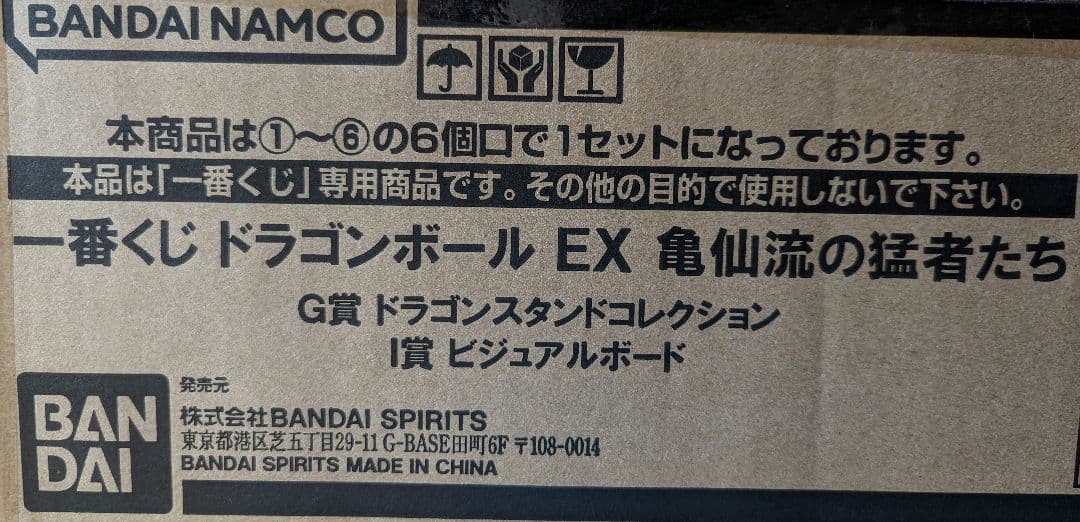 BANDAI NAMCO
本商品は①～⑥の6個口で1セットになっております。
本品は「一番くじ」専用商品です。その他の目的で使用しないで下さい。
一番くじ ドラゴンボール EX 亀仙流の猛者たち
G賞 ドラゴンスタンドコレクション
I賞 ビジュアルボード
BAN
DAI
発売元
株式会社BANDAI SPIRITS
東京都港区芝五丁目29-11 G-BASE田町6F 〒108-0014
BANDAI SPIRITS MADE IN CHINA